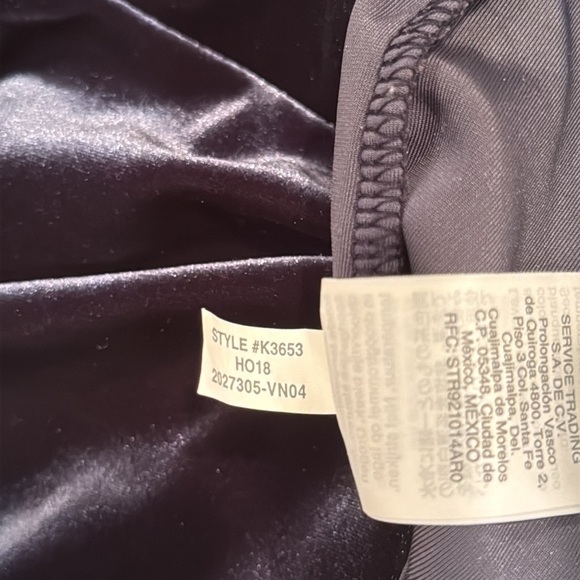 STYLE #K3653
HO18
2027305-VN04
SERVICE TRADING
S.A. DE C.V.
Prolongación Vasco
de Quiroga 4800, Torre 2,
Piso 3 Col. Santa Fe
Cuajimalpa, Del.
Cuajimalpa de Morelos
C.P. 05348, Ciudad de
México, MEXICO
RFC: STR921014AR0